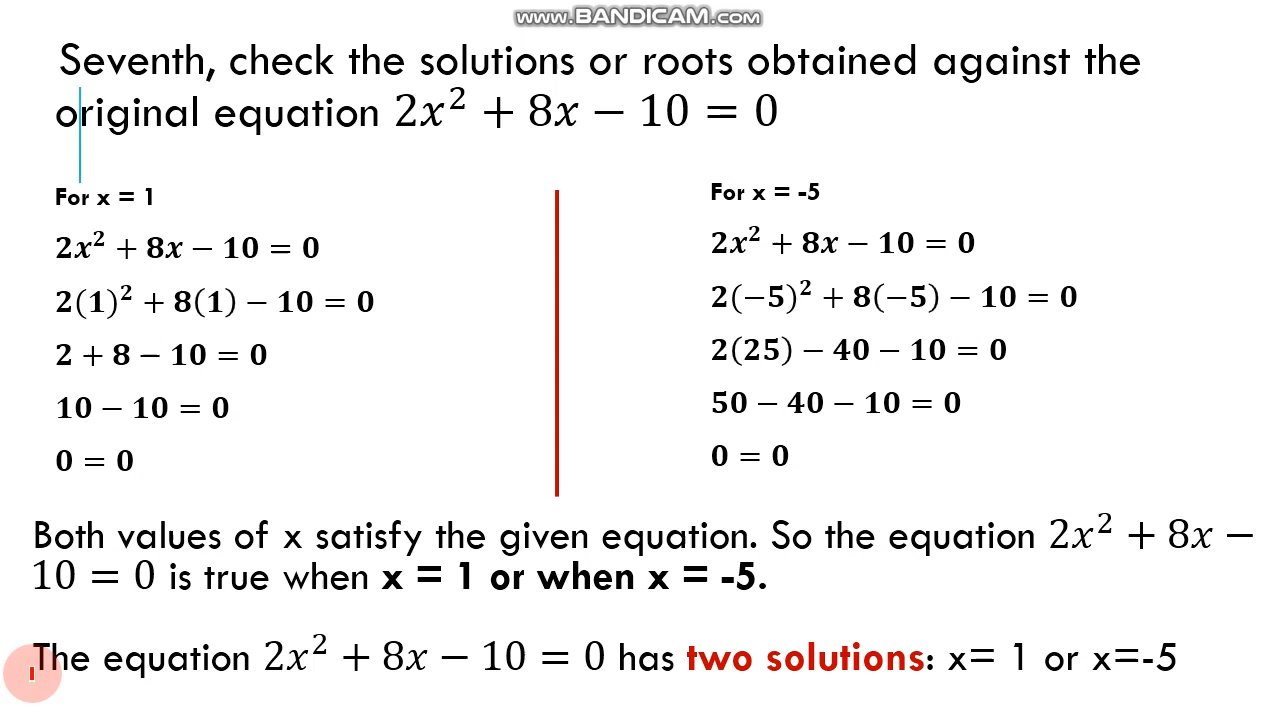 www.BANDICAM.com
Seventh, check the solutions or roots obtained against the
original equation 2x² + 8x − 10 = 0
For x = 1
2x² + 8x − 10 = 0
2(1)² + 8(1) − 10 = 0
2 + 8 − 10 = 0
10 − 10 = 0
0 = 0
For x = -5
2x² + 8x − 10 = 0
2(−5)² + 8(−5) − 10 = 0
2(25) − 40 − 10 = 0
50 − 40 − 10 = 0
0 = 0
Both values of x satisfy the given equation. So the equation 2x² + 8x −
10 = 0 is true when x = 1 or when x = -5.
The equation 2x² + 8x − 10 = 0 has two solutions: x= 1 or x=-5